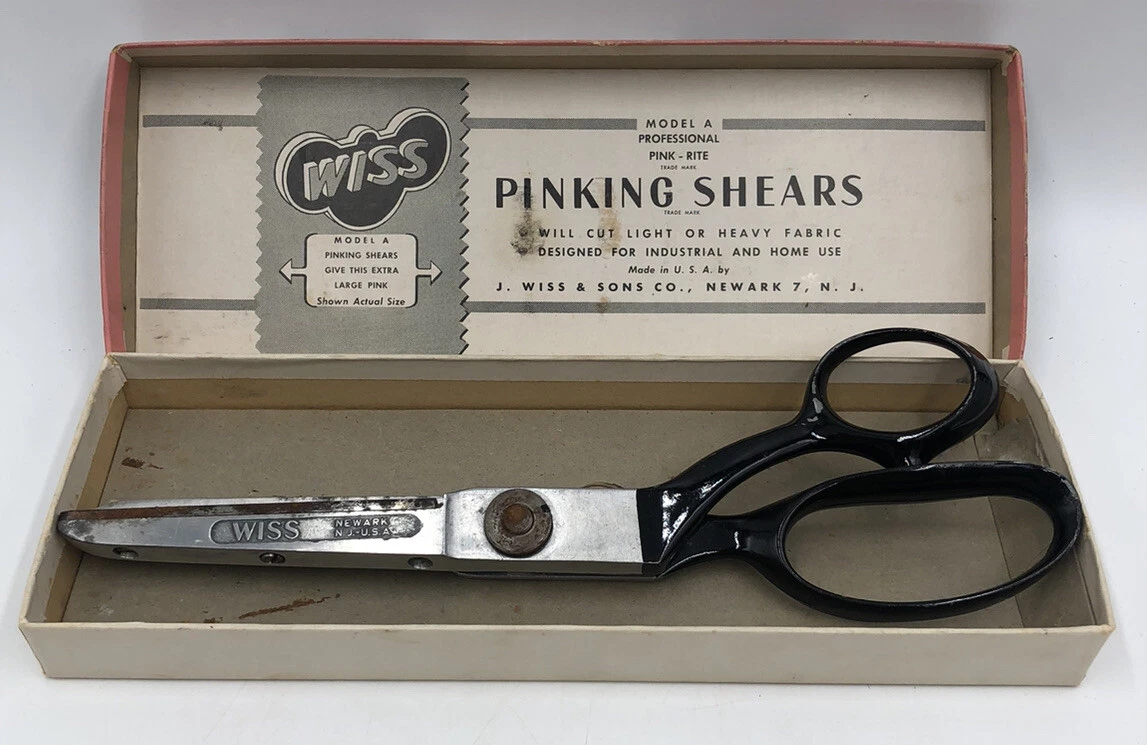 WISS
MODEL A
PINKING SHEARS
GIVE THIS EXTRA
LARGE PINK
Shown Actual Size
MODEL A
PROFESSIONAL
PINK - RITE
TRADE MARK
PINKING SHEARS
TRADE MARK
WILL CUT LIGHT OR HEAVY FABRIC
DESIGNED FOR INDUSTRIAL AND HOME USE
Made in U. S. A. by
J. WISS & SONS CO., NEWARK 7, N. J.
WISS
NEWARK
N.J.-U.S.A.